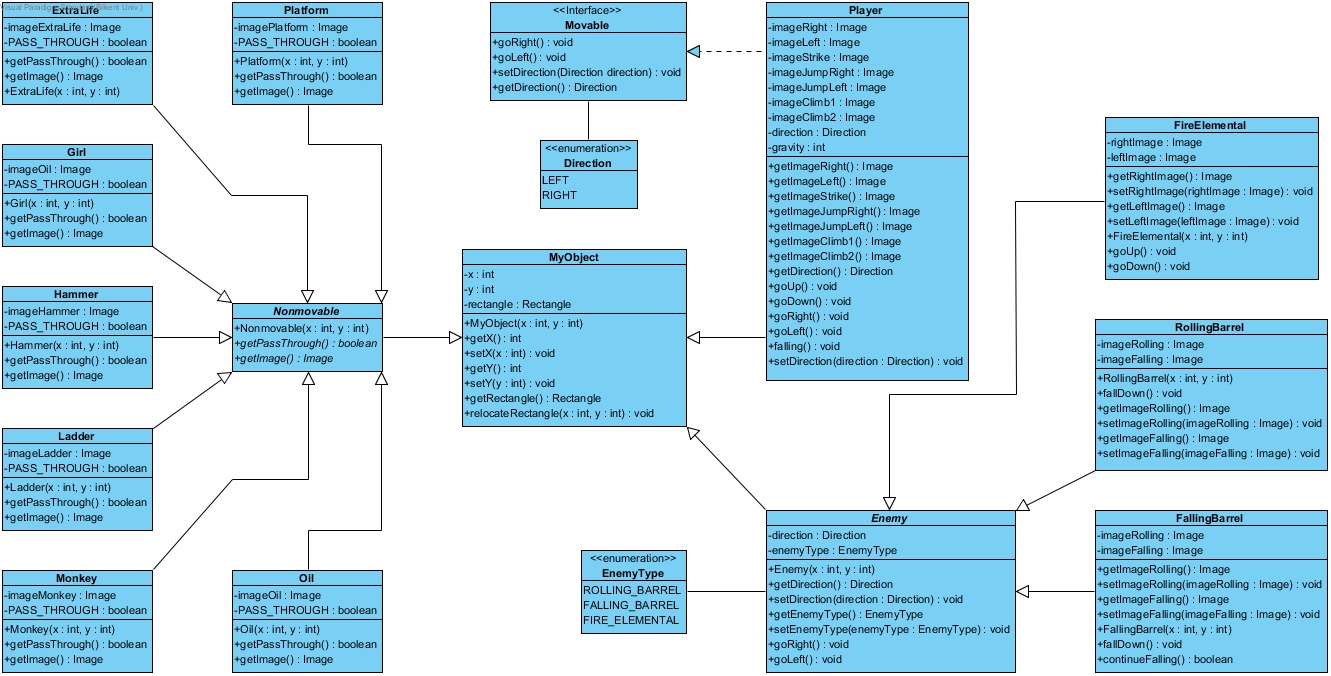 ExtraLife
-imageExtraLife : Image
-PASS_THROUGH : boolean
+getPassThrough() : boolean
+getImage() : Image
+ExtraLife(x : int, y : int)
Platform
-imagePlatform : Image
-PASS_THROUGH : boolean
+Platform(x : int, y : int)
+getPassThrough() : boolean
+getImage() : Image
<<Interface>>
Movable
+goRight() : void
+goLeft() : void
+setDirection(Direction direction) : void
+getDirection() : Direction
<<enumeration>>
Direction
LEFT
RIGHT
Player
-imageRight : Image
-imageLeft : Image
-imageStrike : Image
-imageJumpRight : Image
-imageJumpLeft : Image
-imageClimb1 : Image
-imageClimb2 : Image
-direction : Direction
-gravity : int
+getImageRight() : Image
+getImageLeft() : Image
+getImageStrike() : Image
+getImageJumpRight() : Image
+getImageJumpLeft() : Image
+getImageClimb1() : Image
+getImageClimb2() : Image
+getDirection() : Direction
+goUp() : void
+goDown() : void
+goRight() : void
+goLeft() : void
+falling() : void
+setDirection(direction : Direction) : void
FireElemental
-rightImage : Image
-leftImage : Image
+getRightImage() : Image
+setRightImage(rightImage : Image) : void
+getLeftImage() : Image
+setLeftImage(leftImage : Image) : void
+FireElemental(x : int, y : int)
+goUp() : void
+goDown() : void
Girl
-imageOil : Image
-PASS_THROUGH : boolean
+Girl(x : int, y : int)
+getPassThrough() : boolean
+getImage() : Image
Hammer
-imageHammer : Image
-PASS_THROUGH : boolean
+Hammer(x : int, y : int)
+getPassThrough() : boolean
+getImage() : Image
Nonmovable
+Nonmovable(x : int, y : int)
+getPassThrough() : boolean
+getImage() : Image
MyObject
-x : int
-y : int
-rectangle : Rectangle
+MyObject(x : int, y : int)
+getX() : int
+setX(x : int) : void
+getY() : int
+setY(y : int) : void
+getRectangle() : Rectangle
+relocateRectangle(x : int, y : int) : void
RollingBarrel
-imageRolling : Image
-imageFalling : Image
+RollingBarrel(x : int, y : int)
+fallDown() : void
+getImageRolling() : Image
+setImageRolling(imageRolling : Image) : void
+getImageFalling() : Image
+setImageFalling(imageFalling : Image) : void
Ladder
-imageLadder : Image
-PASS_THROUGH : boolean
+Ladder(x : int, y : int)
+getPassThrough() : boolean
+getImage() : Image
Monkey
-imageMonkey : Image
-PASS_THROUGH : boolean
+Monkey(x : int, y : int)
+getPassThrough() : boolean
+getImage() : Image
Oil
-imageOil : Image
-PASS_THROUGH : boolean
+Oil(x : int, y : int)
+getPassThrough() : boolean
+getImage() : Image
<<enumeration>>
EnemyType
ROLLING_BARREL
FALLING_BARREL
FIRE_ELEMENTAL
Enemy
-direction : Direction
-enemyType : EnemyType
+Enemy(x : int, y : int)
+getDirection() : Direction
+setDirection(direction : Direction) : void
+getEnemyType() : EnemyType
+setEnemyType(enemyType : EnemyType) : void
+goRight() : void
+goLeft() : void
FallingBarrel
-imageRolling : Image
-imageFalling : Image
+getImageRolling() : Image
+setImageRolling(imageRolling : Image) : void
+getImageFalling() : Image
+setImageFalling(imageFalling : Image) : void
+FallingBarrel(x : int, y : int)
+fallDown() : void
+continueFalling() : boolean